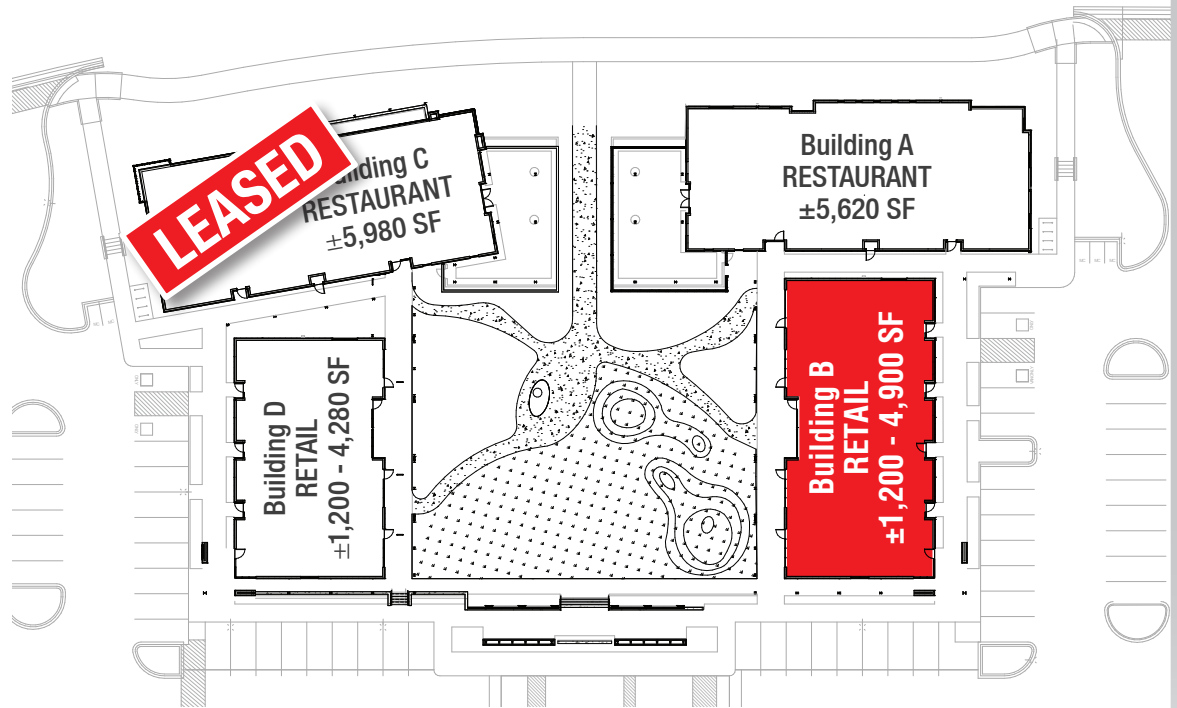 LEASED
Building C
RESTAURANT
±5,980 SF
Building A
RESTAURANT
±5,620 SF
Building D
RETAIL
±1,200 - 4,280 SF
Building B
RETAIL
±1,200 - 4,900 SF